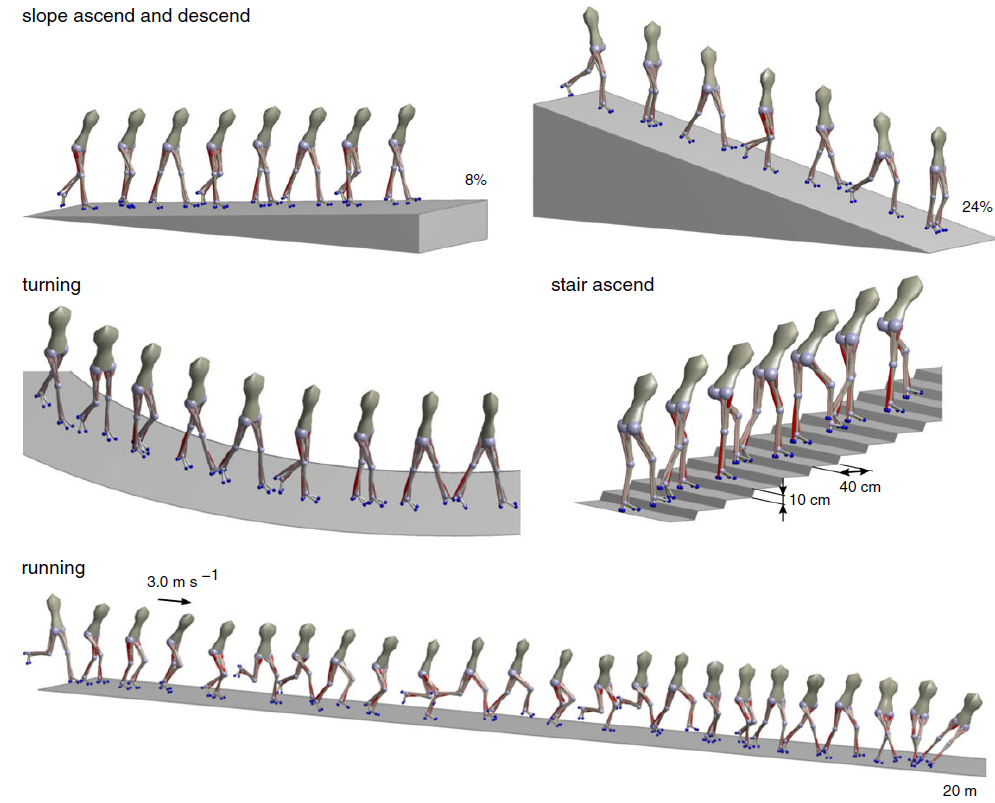 slope ascend and descend
8%
24%
turning
stair ascend
40 cm
10 cm
running
3.0 m s⁻¹
20 m